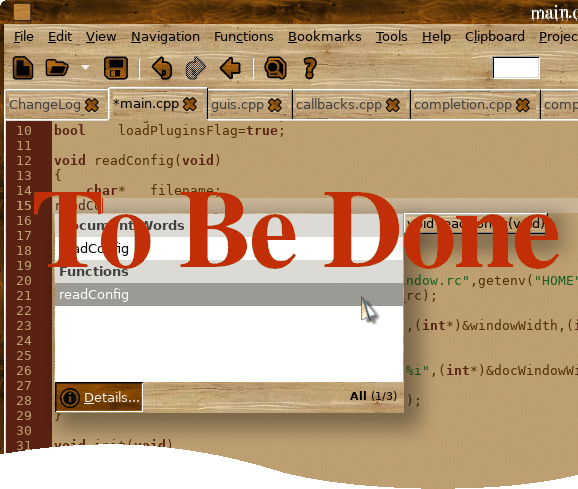 main.c
File Edit View Navigation Functions Bookmarks Tools Help Clipboard Projec
ChangeLog *main.cpp guis.cpp callbacks.cpp completion.cpp comp
10 bool loadPluginsFlag=true;
11
12 void readConfig(void)
13 {
14 char* filename;
15 readCo
To Be Done
16 Document Words void readConfig(void)
17
18 readConfig
19 Functions
20 ndow.rc",getenv("HOME"
21 readConfig rc);
22
23 ,(int*)&windowWidth,(i
24
25
26 %i",(int*)&docWindowWi
27
28 Details... All (1/3) );
29 }
30
31 void init(void)